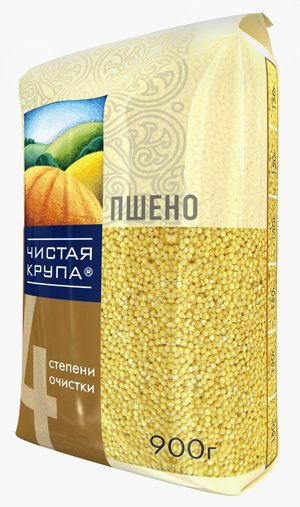 ПШЕНО
ЧИСТАЯ
КРУПА®
4
степени
очистки
900г